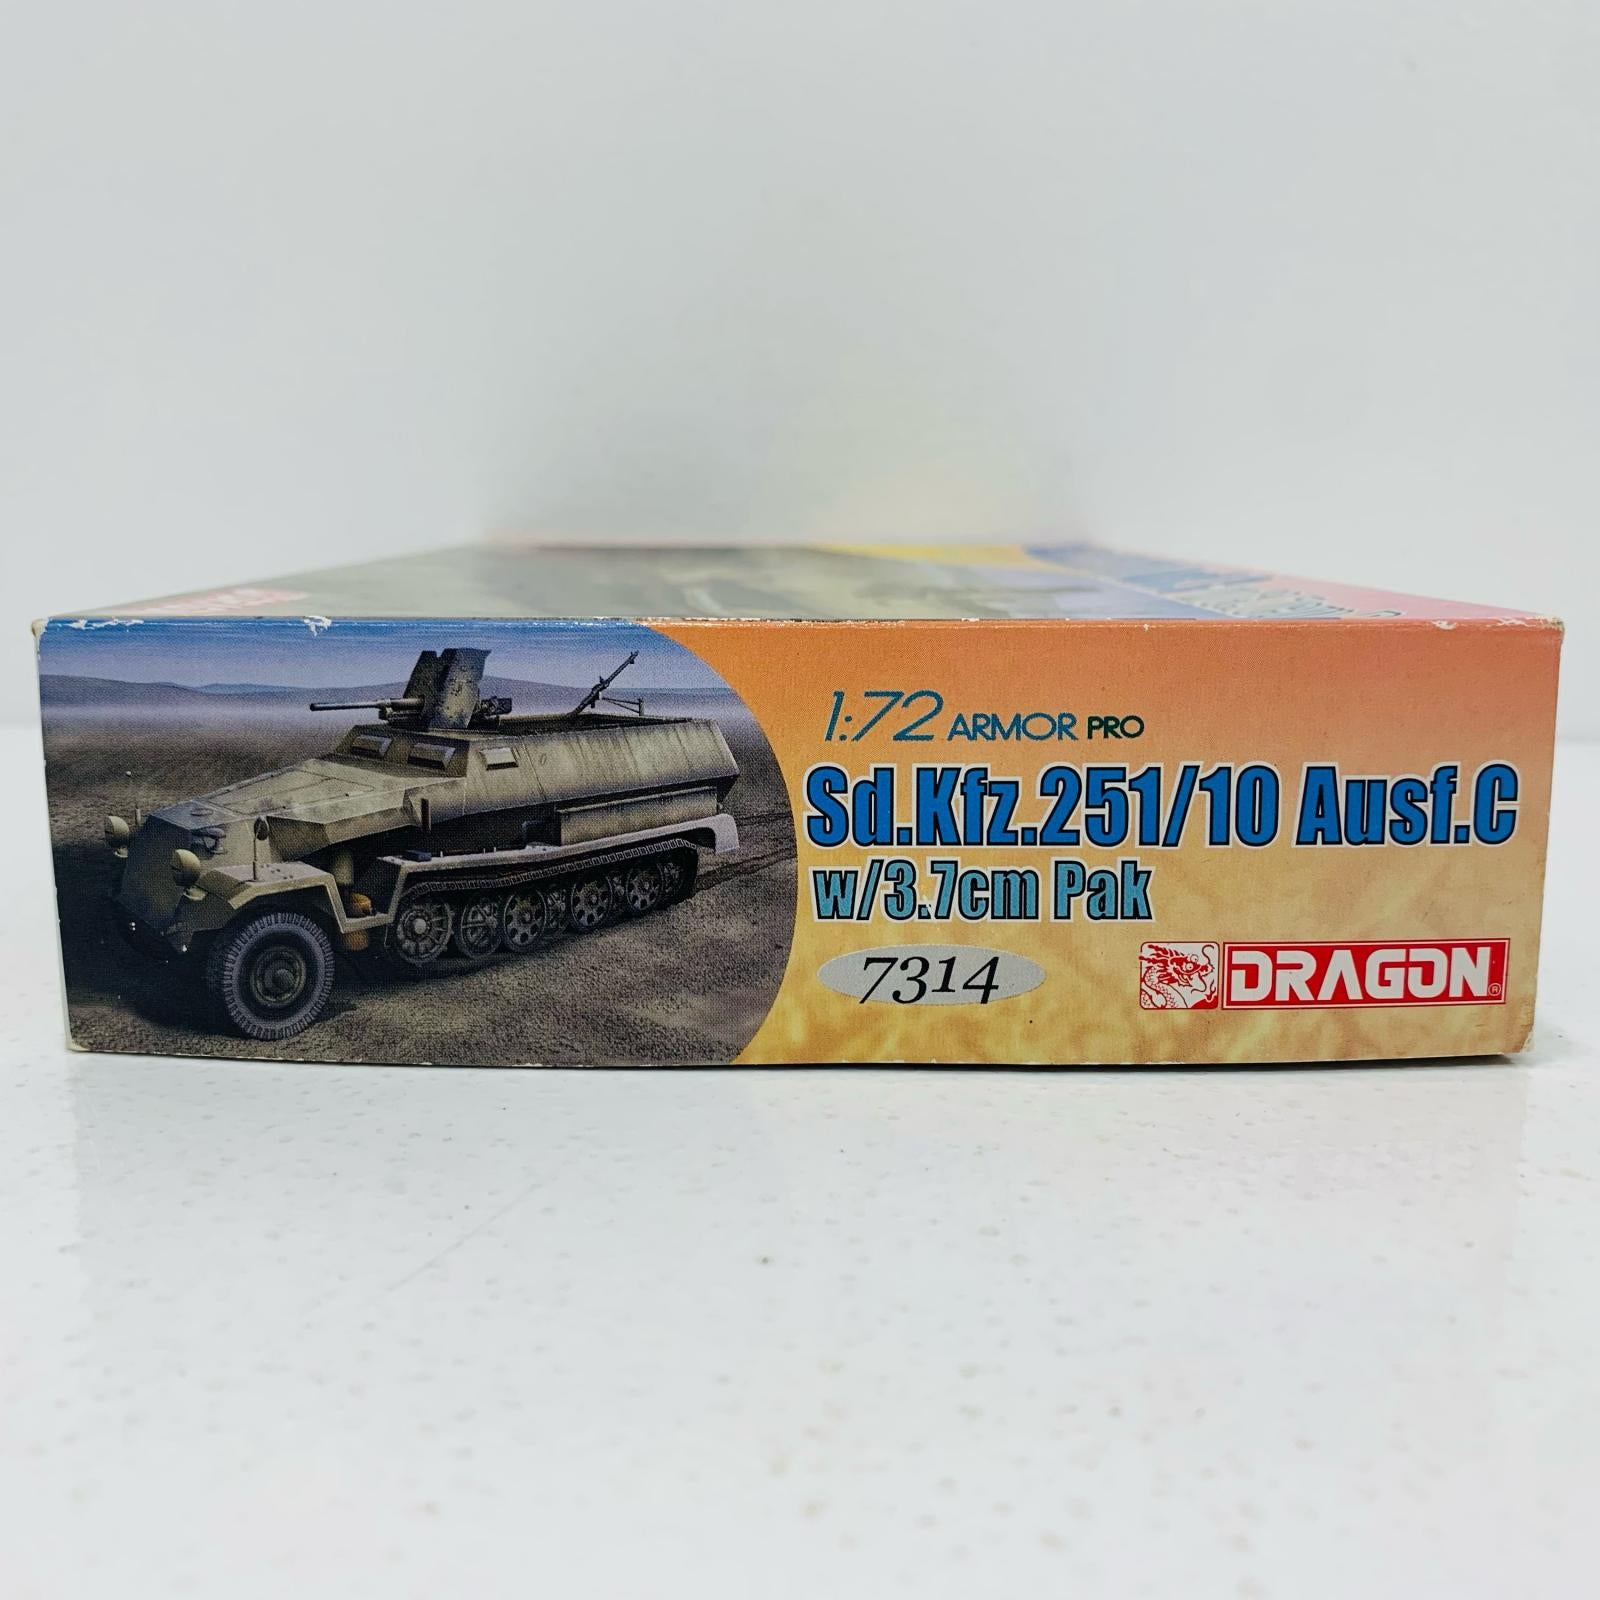 1:72 ARMOR PRO
Sd.Kfz.251/10 Ausf.C
w/3.7cm Pak
7314
DRAGON®